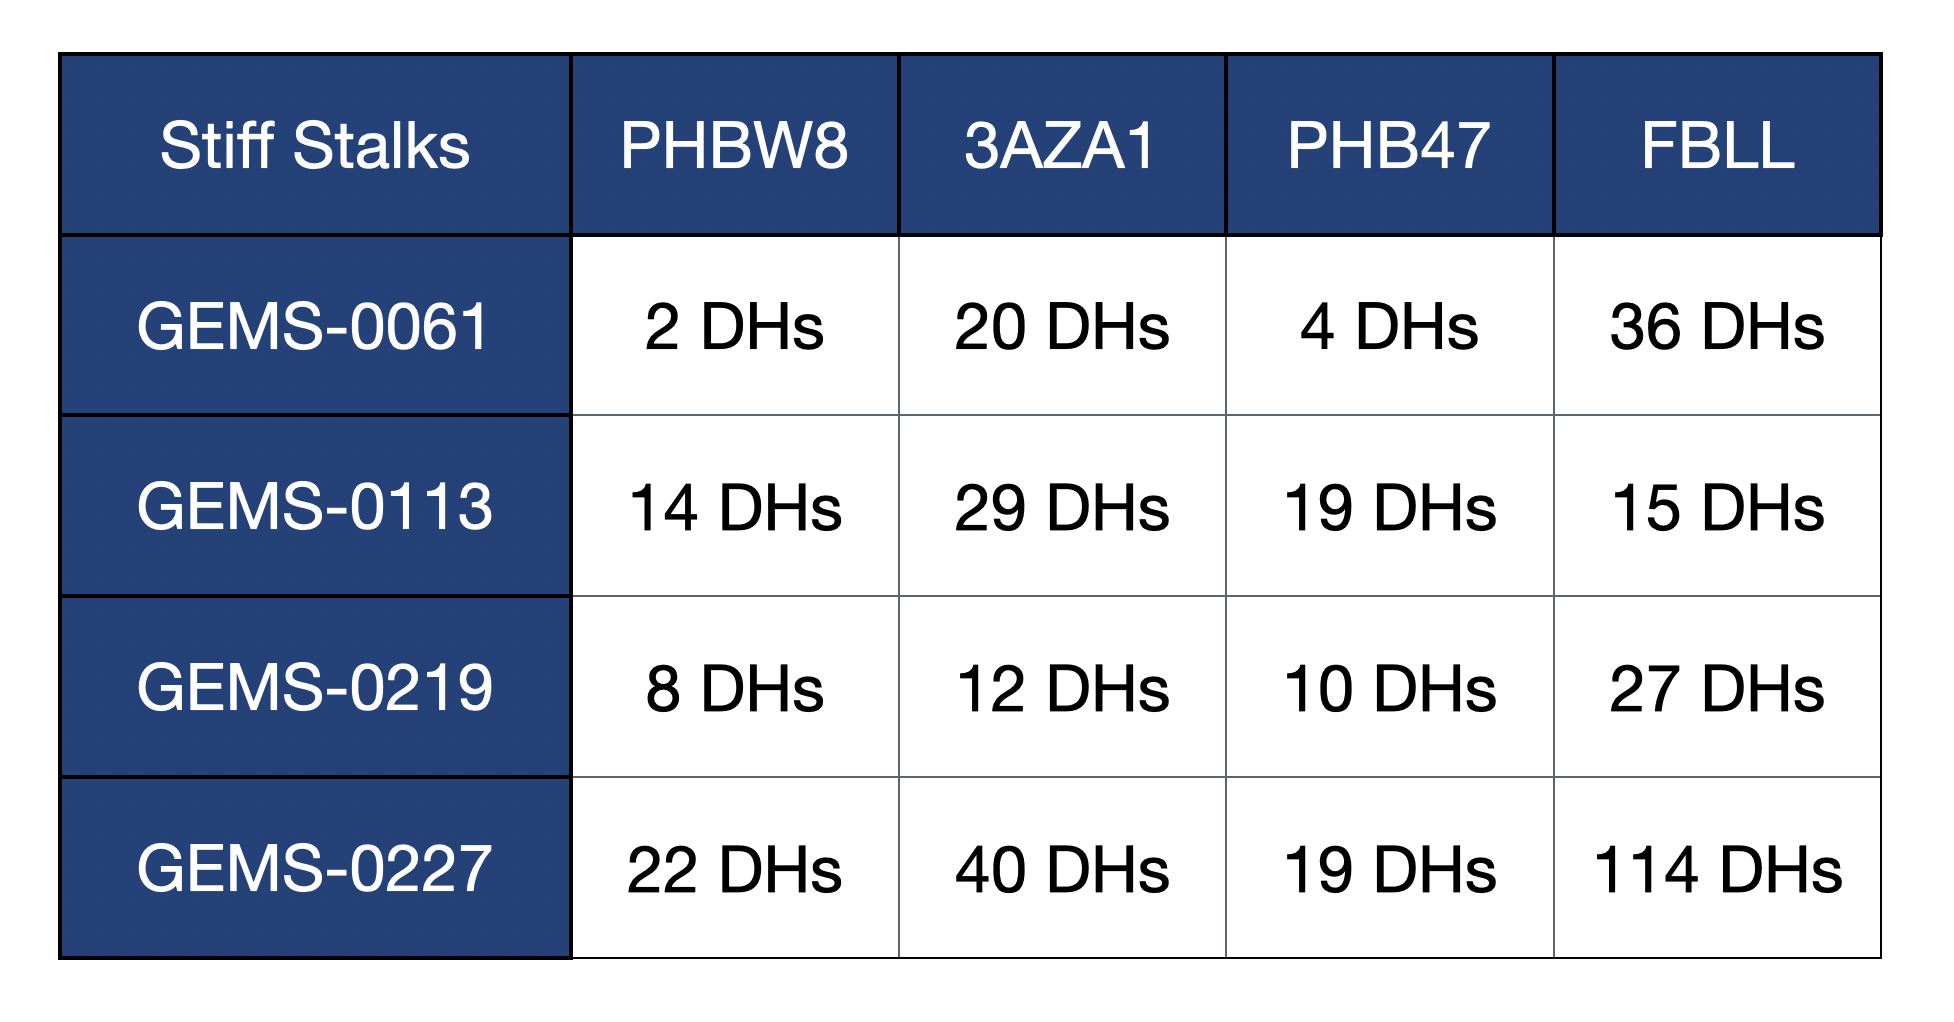 Stiff Stalks PHBW8 3AZA1 PHB47 FBLL
GEMS-0061 2 DHs 20 DHs 4 DHs 36 DHs
GEMS-0113 14 DHs 29 DHs 19 DHs 15 DHs
GEMS-0219 8 DHs 12 DHs 10 DHs 27 DHs
GEMS-0227 22 DHs 40 DHs 19 DHs 114 DHs